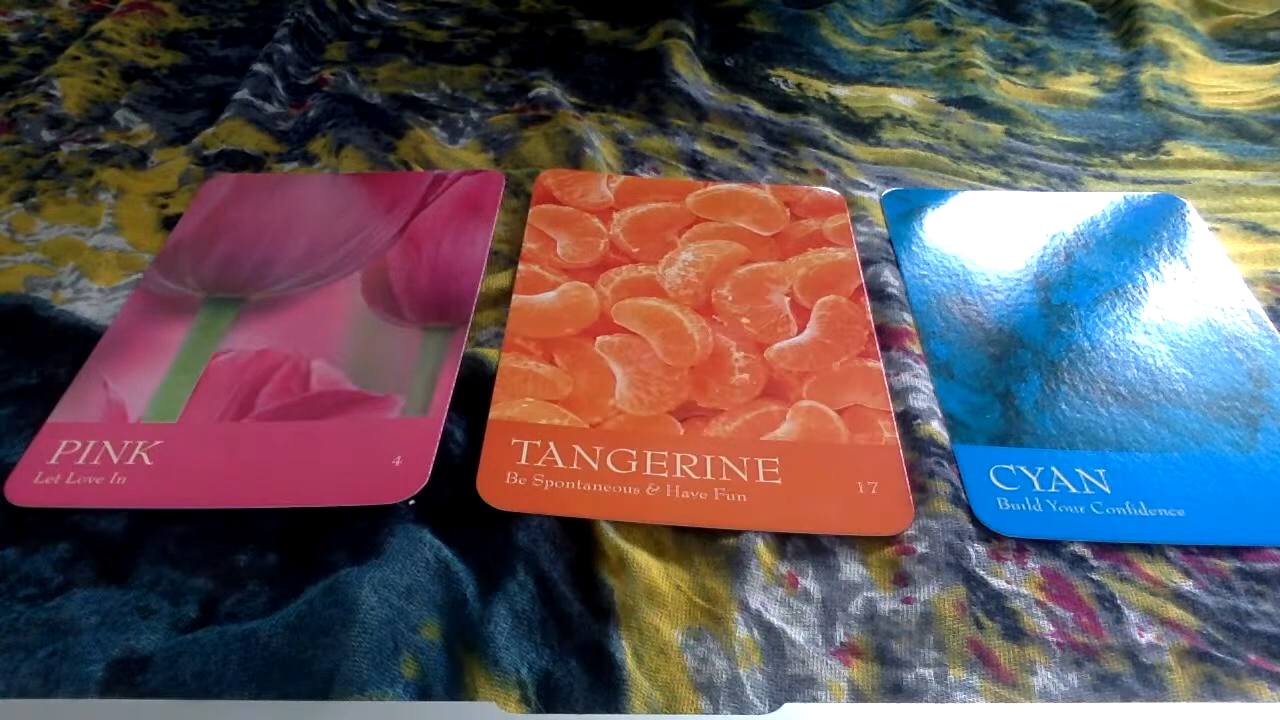 PINK
Let Love In
4
TANGERINE
Be Spontaneous & Have Fun
17
CYAN
Build Your Confidence